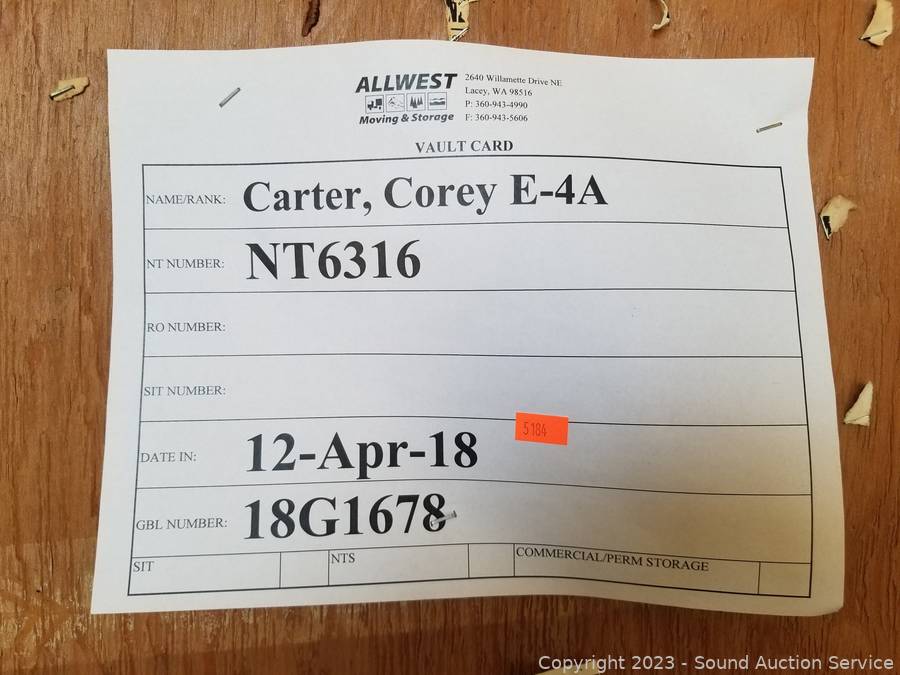 ALLWEST
Moving & Storage
2640 Willamette Drive NE
Lacey, WA 98516
P: 360-943-4990
F: 360-943-5606
VAULT CARD
NAME/RANK: Carter, Corey E-4A
NT NUMBER: NT6316
RO NUMBER:
SIT NUMBER:
5184
DATE IN: 12-Apr-18
GBL NUMBER: 18G1678
SIT NTS COMMERCIAL/PERM STORAGE
Copyright 2023 - Sound Auction Service